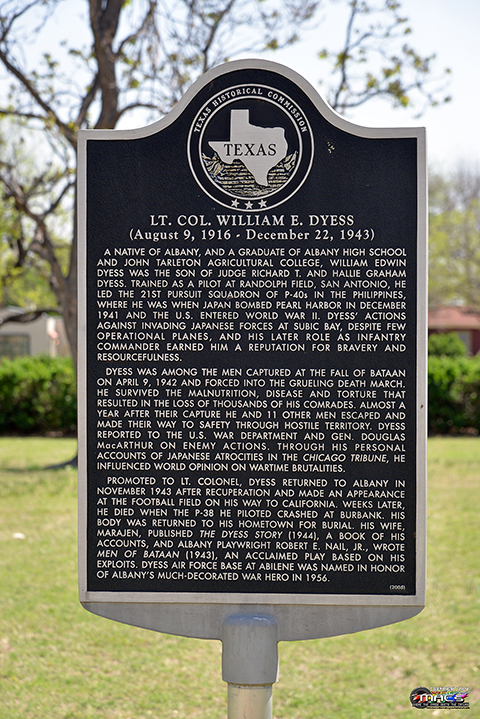 TEXAS HISTORICAL COMMISSION
TEXAS
LT. COL. WILLIAM E. DYESS
(August 9, 1916 - December 22, 1943)
A NATIVE OF ALBANY, AND A GRADUATE OF ALBANY HIGH SCHOOL
AND JOHN TARLETON AGRICULTURAL COLLEGE, WILLIAM EDWIN
DYESS WAS THE SON OF JUDGE RICHARD T. AND HALLIE GRAHAM
DYESS. TRAINED AS A PILOT AT RANDOLPH FIELD, SAN ANTONIO, HE
LED THE 21ST PURSUIT SQUADRON OF P-40s IN THE PHILIPPINES,
WHERE HE WAS WHEN JAPAN BOMBED PEARL HARBOR IN DECEMBER
1941 AND THE U.S. ENTERED WORLD WAR II. DYESS' ACTIONS
AGAINST INVADING JAPANESE FORCES AT SUBIC BAY, DESPITE FEW
OPERATIONAL PLANES, AND HIS LATER ROLE AS INFANTRY
COMMANDER EARNED HIM A REPUTATION FOR BRAVERY AND
RESOURCEFULNESS.
DYESS WAS AMONG THE MEN CAPTURED AT THE FALL OF BATAAN
ON APRIL 9, 1942 AND FORCED INTO THE GRUELING DEATH MARCH.
HE SURVIVED THE MALNUTRITION, DISEASE AND TORTURE THAT
RESULTED IN THE LOSS OF THOUSANDS OF HIS COMRADES. ALMOST A
YEAR AFTER THEIR CAPTURE HE AND 11 OTHER MEN ESCAPED AND
MADE THEIR WAY TO SAFETY THROUGH HOSTILE TERRITORY. DYESS
REPORTED TO THE U.S. WAR DEPARTMENT AND GEN. DOUGLAS
MacARTHUR ON ENEMY ACTIONS. THROUGH HIS PERSONAL
ACCOUNTS OF JAPANESE ATROCITIES IN THE CHICAGO TRIBUNE, HE
INFLUENCED WORLD OPINION ON WARTIME BRUTALITIES.
PROMOTED TO LT. COLONEL, DYESS RETURNED TO ALBANY IN
NOVEMBER 1943 AFTER RECUPERATION AND MADE AN APPEARANCE
AT THE FOOTBALL FIELD ON HIS WAY TO CALIFORNIA. WEEKS LATER,
HE DIED WHEN THE P-38 HE PILOTED CRASHED AT BURBANK. HIS
BODY WAS RETURNED TO HIS HOMETOWN FOR BURIAL. HIS WIFE,
MARAJEN, PUBLISHED THE DYESS STORY (1944), A BOOK OF HIS
ACCOUNTS, AND ALBANY PLAYWRIGHT ROBERT E. NAIL, JR., WROTE
MEN OF BATAAN (1943), AN ACCLAIMED PLAY BASED ON HIS
EXPLOITS. DYESS AIR FORCE BASE AT ABILENE WAS NAMED IN HONOR
OF ALBANY'S MUCH-DECORATED WAR HERO IN 1956.